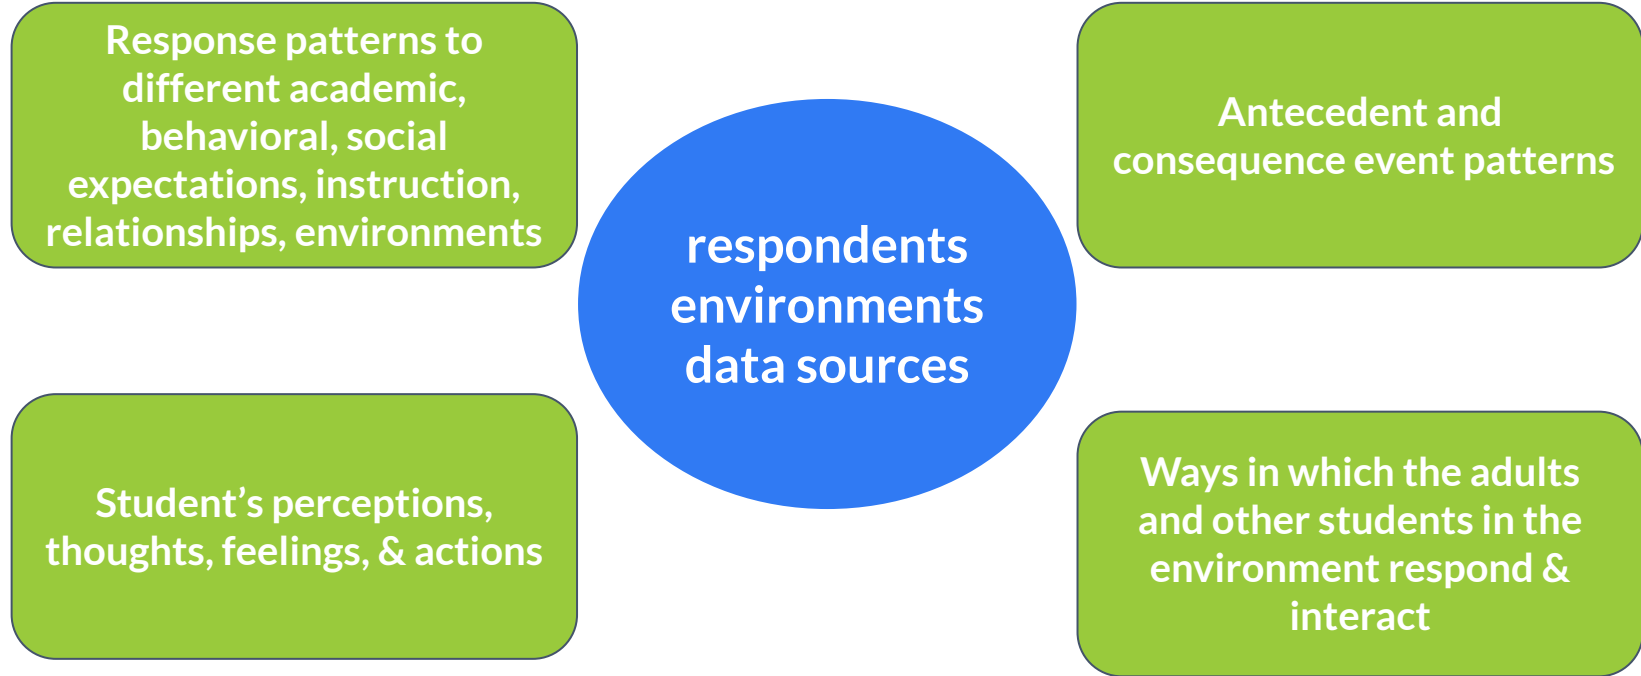 Response patterns to
different academic,
behavioral, social
expectations, instruction,
relationships, environments
Antecedent and
consequence event patterns
respondents
environments
data sources
Student’s perceptions,
thoughts, feelings, & actions
Ways in which the adults
and other students in the
environment respond &
interact